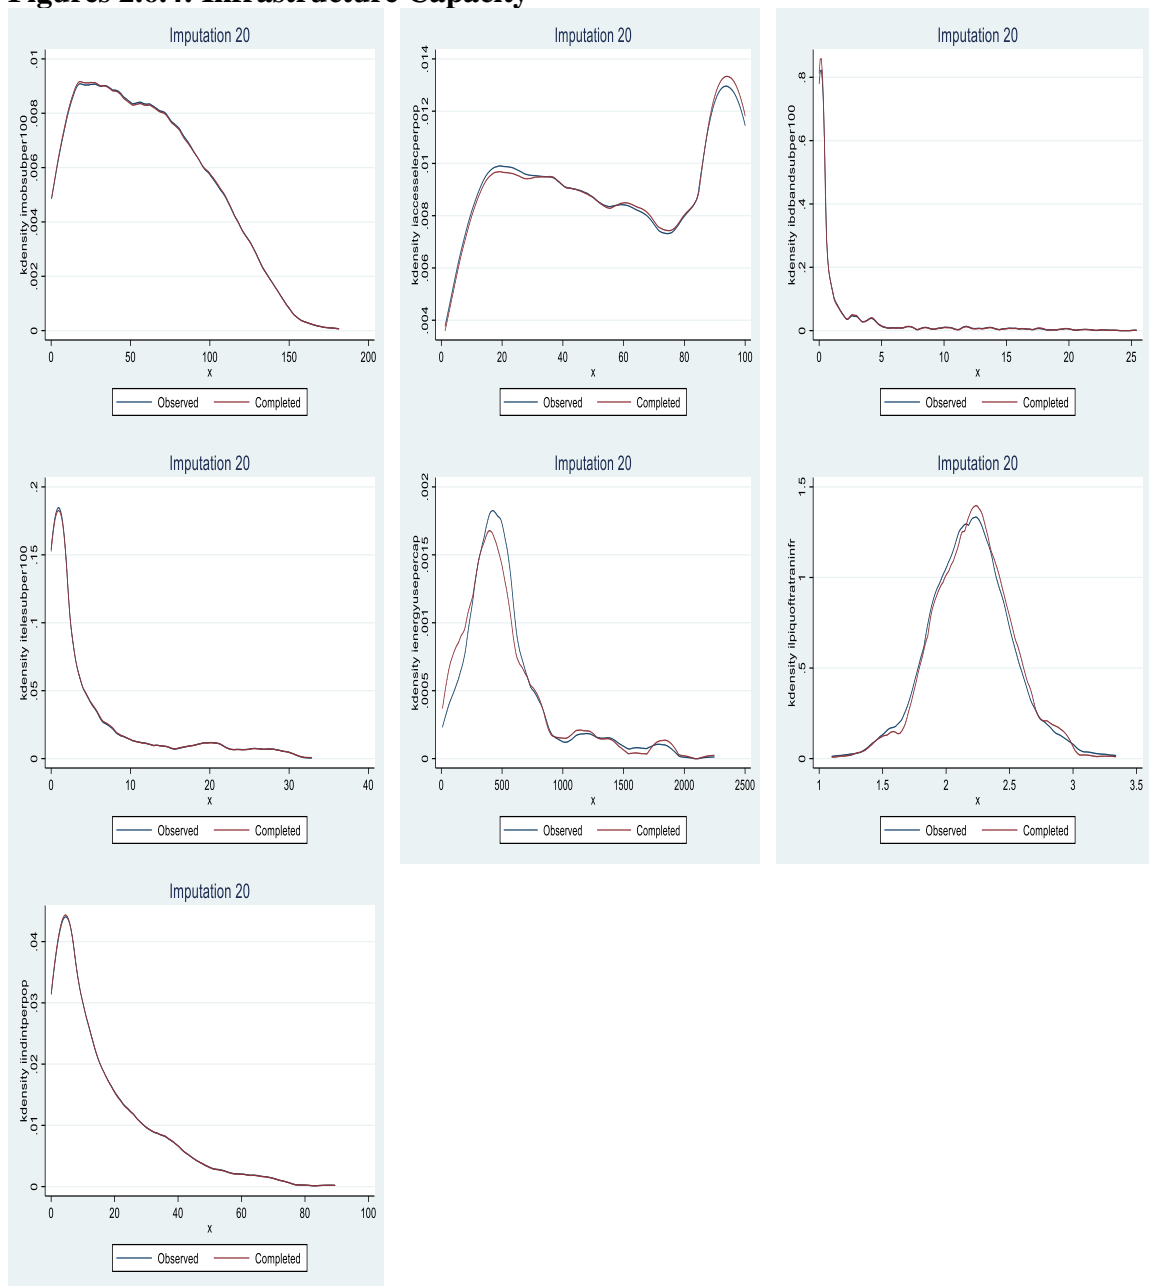 Figures 2.6.4. Infrastructure Capacity
Imputation 20
kdensity imobsubper100
0 .002 .004 .006 .008 .01
0 50 100 150 200
x
Observed Completed
Imputation 20
kdensity iaccesselecperpop
.004 .006 .008 .01 .012 .014
0 20 40 60 80 100
x
Observed Completed
Imputation 20
kdensity ibdbandsubper100
0 .2 .4 .6 .8
0 5 10 15 20 25
x
Observed Completed
Imputation 20
kdensity itelesubper100
0 .05 .1 .15 .2
0 10 20 30 40
x
Observed Completed
Imputation 20
kdensity ienergyusepercap
0 .0005 .001 .0015 .002
0 500 1000 1500 2000 2500
x
Observed Completed
Imputation 20
kdensity ilpiquoftratraninfr
0 .5 1 1.5
1 1.5 2 2.5 3 3.5
x
Observed Completed
Imputation 20
kdensity iindintperpop
0 .01 .02 .03 .04
0 20 40 60 80 100
x
Observed Completed